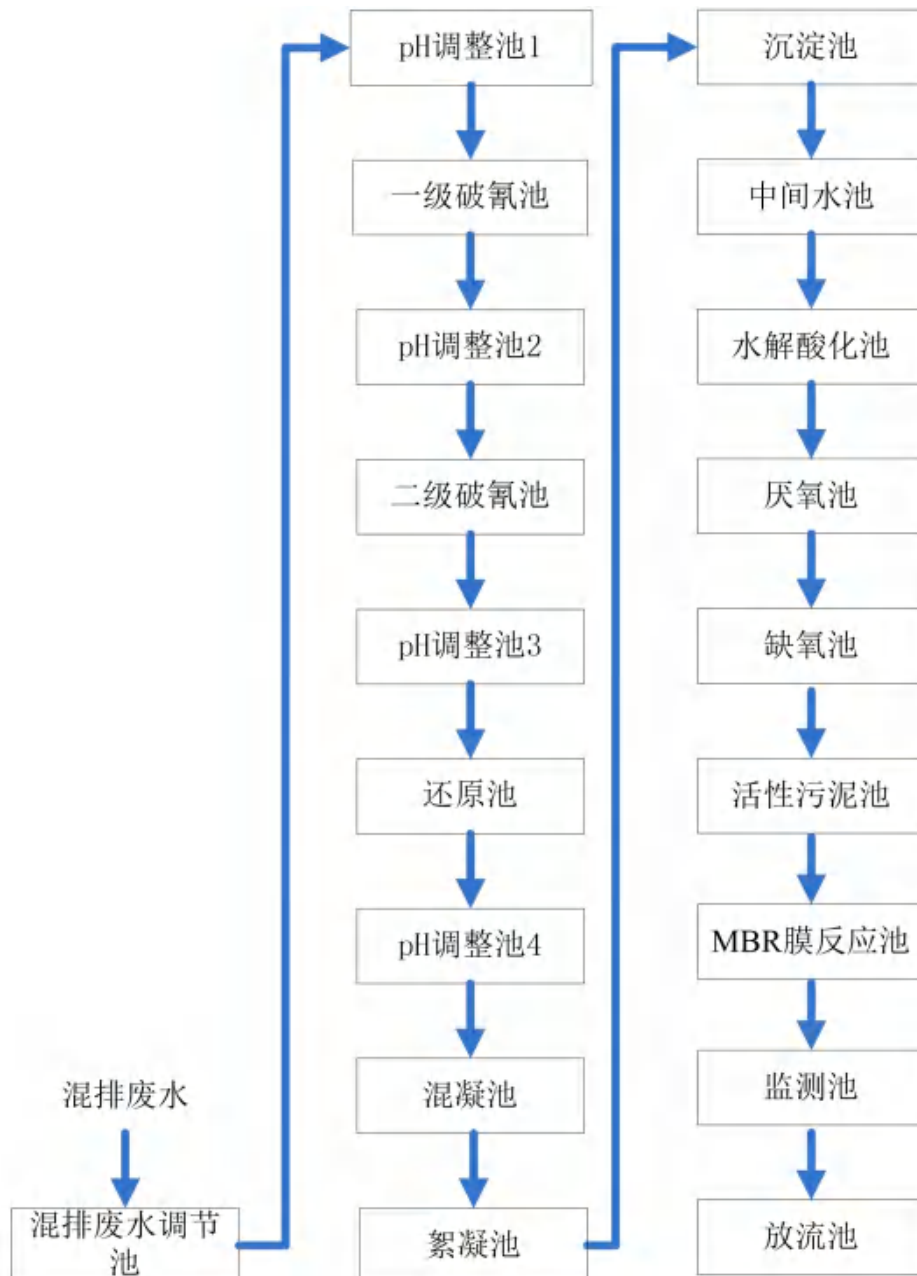 混排废水
混排废水调节
池
pH调整池1
一级破氰池
pH调整池2
二级破氰池
pH调整池3
还原池
pH调整池4
混凝池
絮凝池
沉淀池
中间水池
水解酸化池
厌氧池
缺氧池
活性污泥池
MBR膜反应池
监测池
放流池